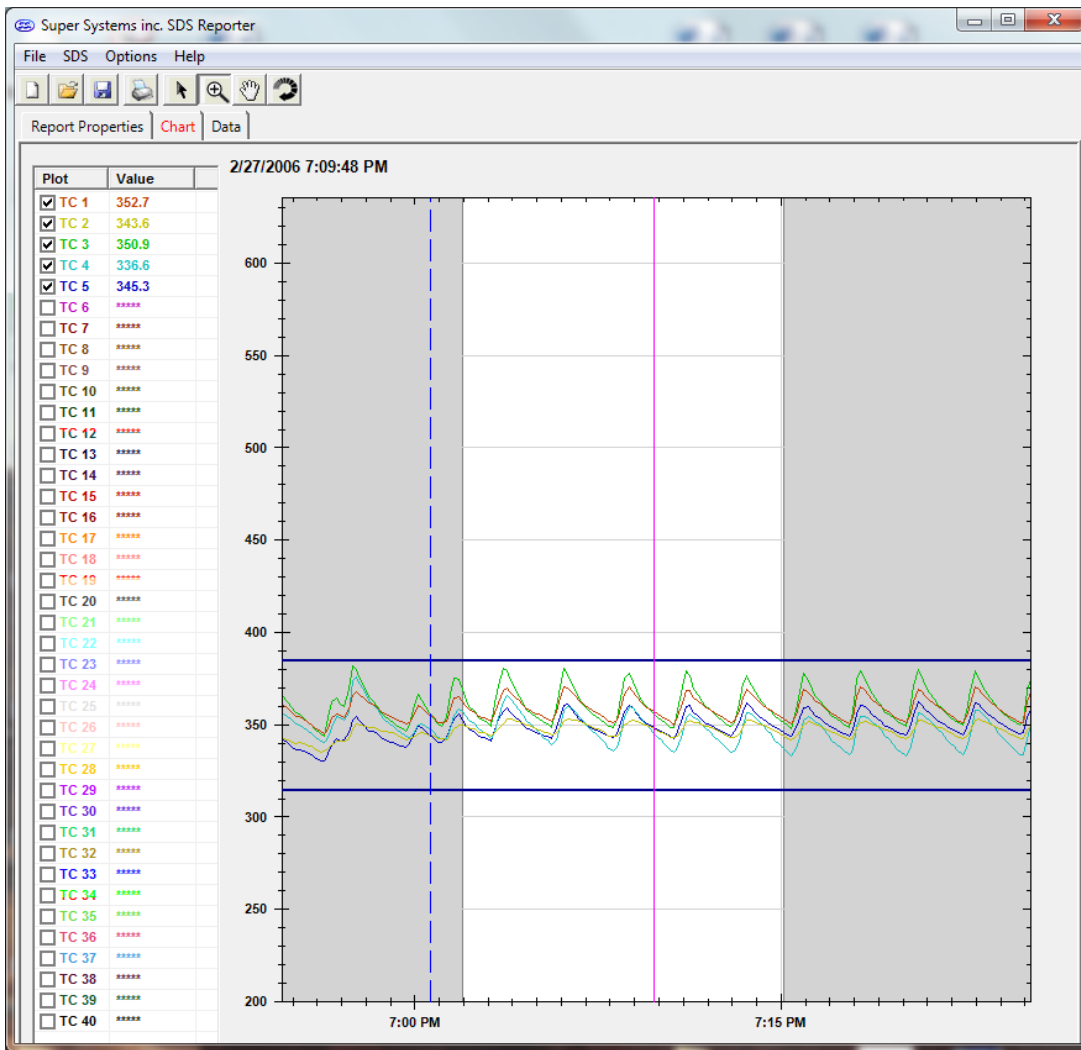 Super Systems inc. SDS Reporter
File SDS Options Help
Report Properties Chart Data
2/27/2006 7:09:48 PM
Plot Value
TC 1 352.7
TC 2 343.6
TC 3 350.9
TC 4 336.6
TC 5 345.3
TC 6 *****
TC 7 *****
TC 8 *****
TC 9 *****
TC 10 *****
TC 11 *****
TC 12 *****
TC 13 *****
TC 14 *****
TC 15 *****
TC 16 *****
TC 17 *****
TC 18 *****
TC 19 *****
TC 20 *****
TC 21 *****
TC 22 *****
TC 23 *****
TC 24 *****
TC 25 *****
TC 26 *****
TC 27 *****
TC 28 *****
TC 29 *****
TC 30 *****
TC 31 *****
TC 32 *****
TC 33 *****
TC 34 *****
TC 35 *****
TC 36 *****
TC 37 *****
TC 38 *****
TC 39 *****
TC 40 *****
600
550
500
450
400
350
300
250
200
7:00 PM 7:15 PM